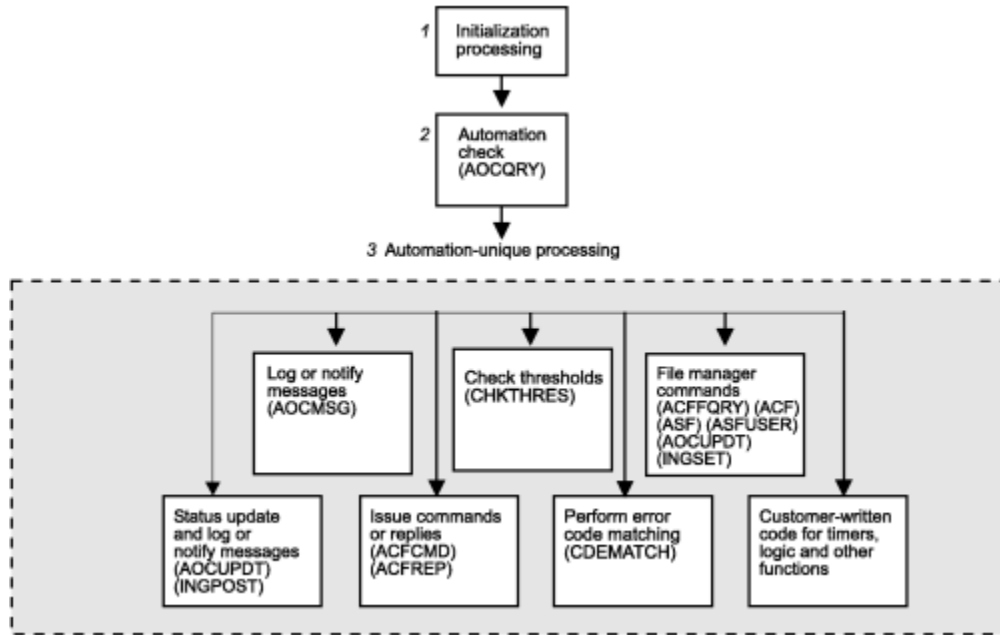 1 Initialization
processing
2 Automation
check
(AOCQRY)
3 Automation-unique processing
Log or notify
messages
(AOCMSG)
Check thresholds
(CHKTHRES)
File manager
commands
(ACFFQRY) (ACF)
(ASF) (ASFUSER)
(AOCUPDT)
(INGSET)
Status update
and log or
notify messages
(AOCUPDT)
(INGPOST)
Issue commands
or replies
(ACFCMD)
(ACFREP)
Perform error
code matching
(CDEMATCH)
Customer-written
code for timers,
logic and other
functions